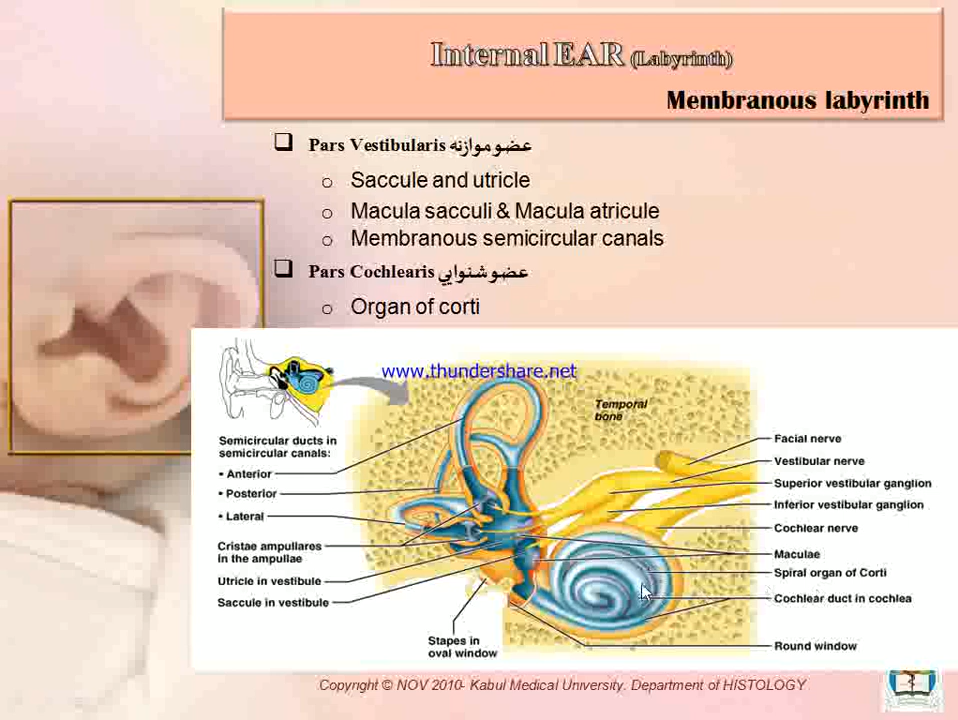 Internal EAR (Labyrinth)
Membranous labyrinth
Pars Vestibularis عضو موازنه
Saccule and utricle
Macula sacculi & Macula atricule
Membranous semicircular canals
Pars Cochlearis عضو شنوايي
Organ of corti
www.thundershare.net
Temporal
bone
Semicircular ducts in
semicircular canals:
• Anterior
• Posterior
• Lateral
Cristae ampullares
in the ampullae
Utricle in vestibule
Saccule in vestibule
Stapes in
oval window
Facial nerve
Vestibular nerve
Superior vestibular ganglion
Inferior vestibular ganglion
Cochlear nerve
Maculae
Spiral organ of Corti
Cochlear duct in cochlea
Round window
Copyright © NOV 2010- Kabul Medical University. Department of HISTOLOGY